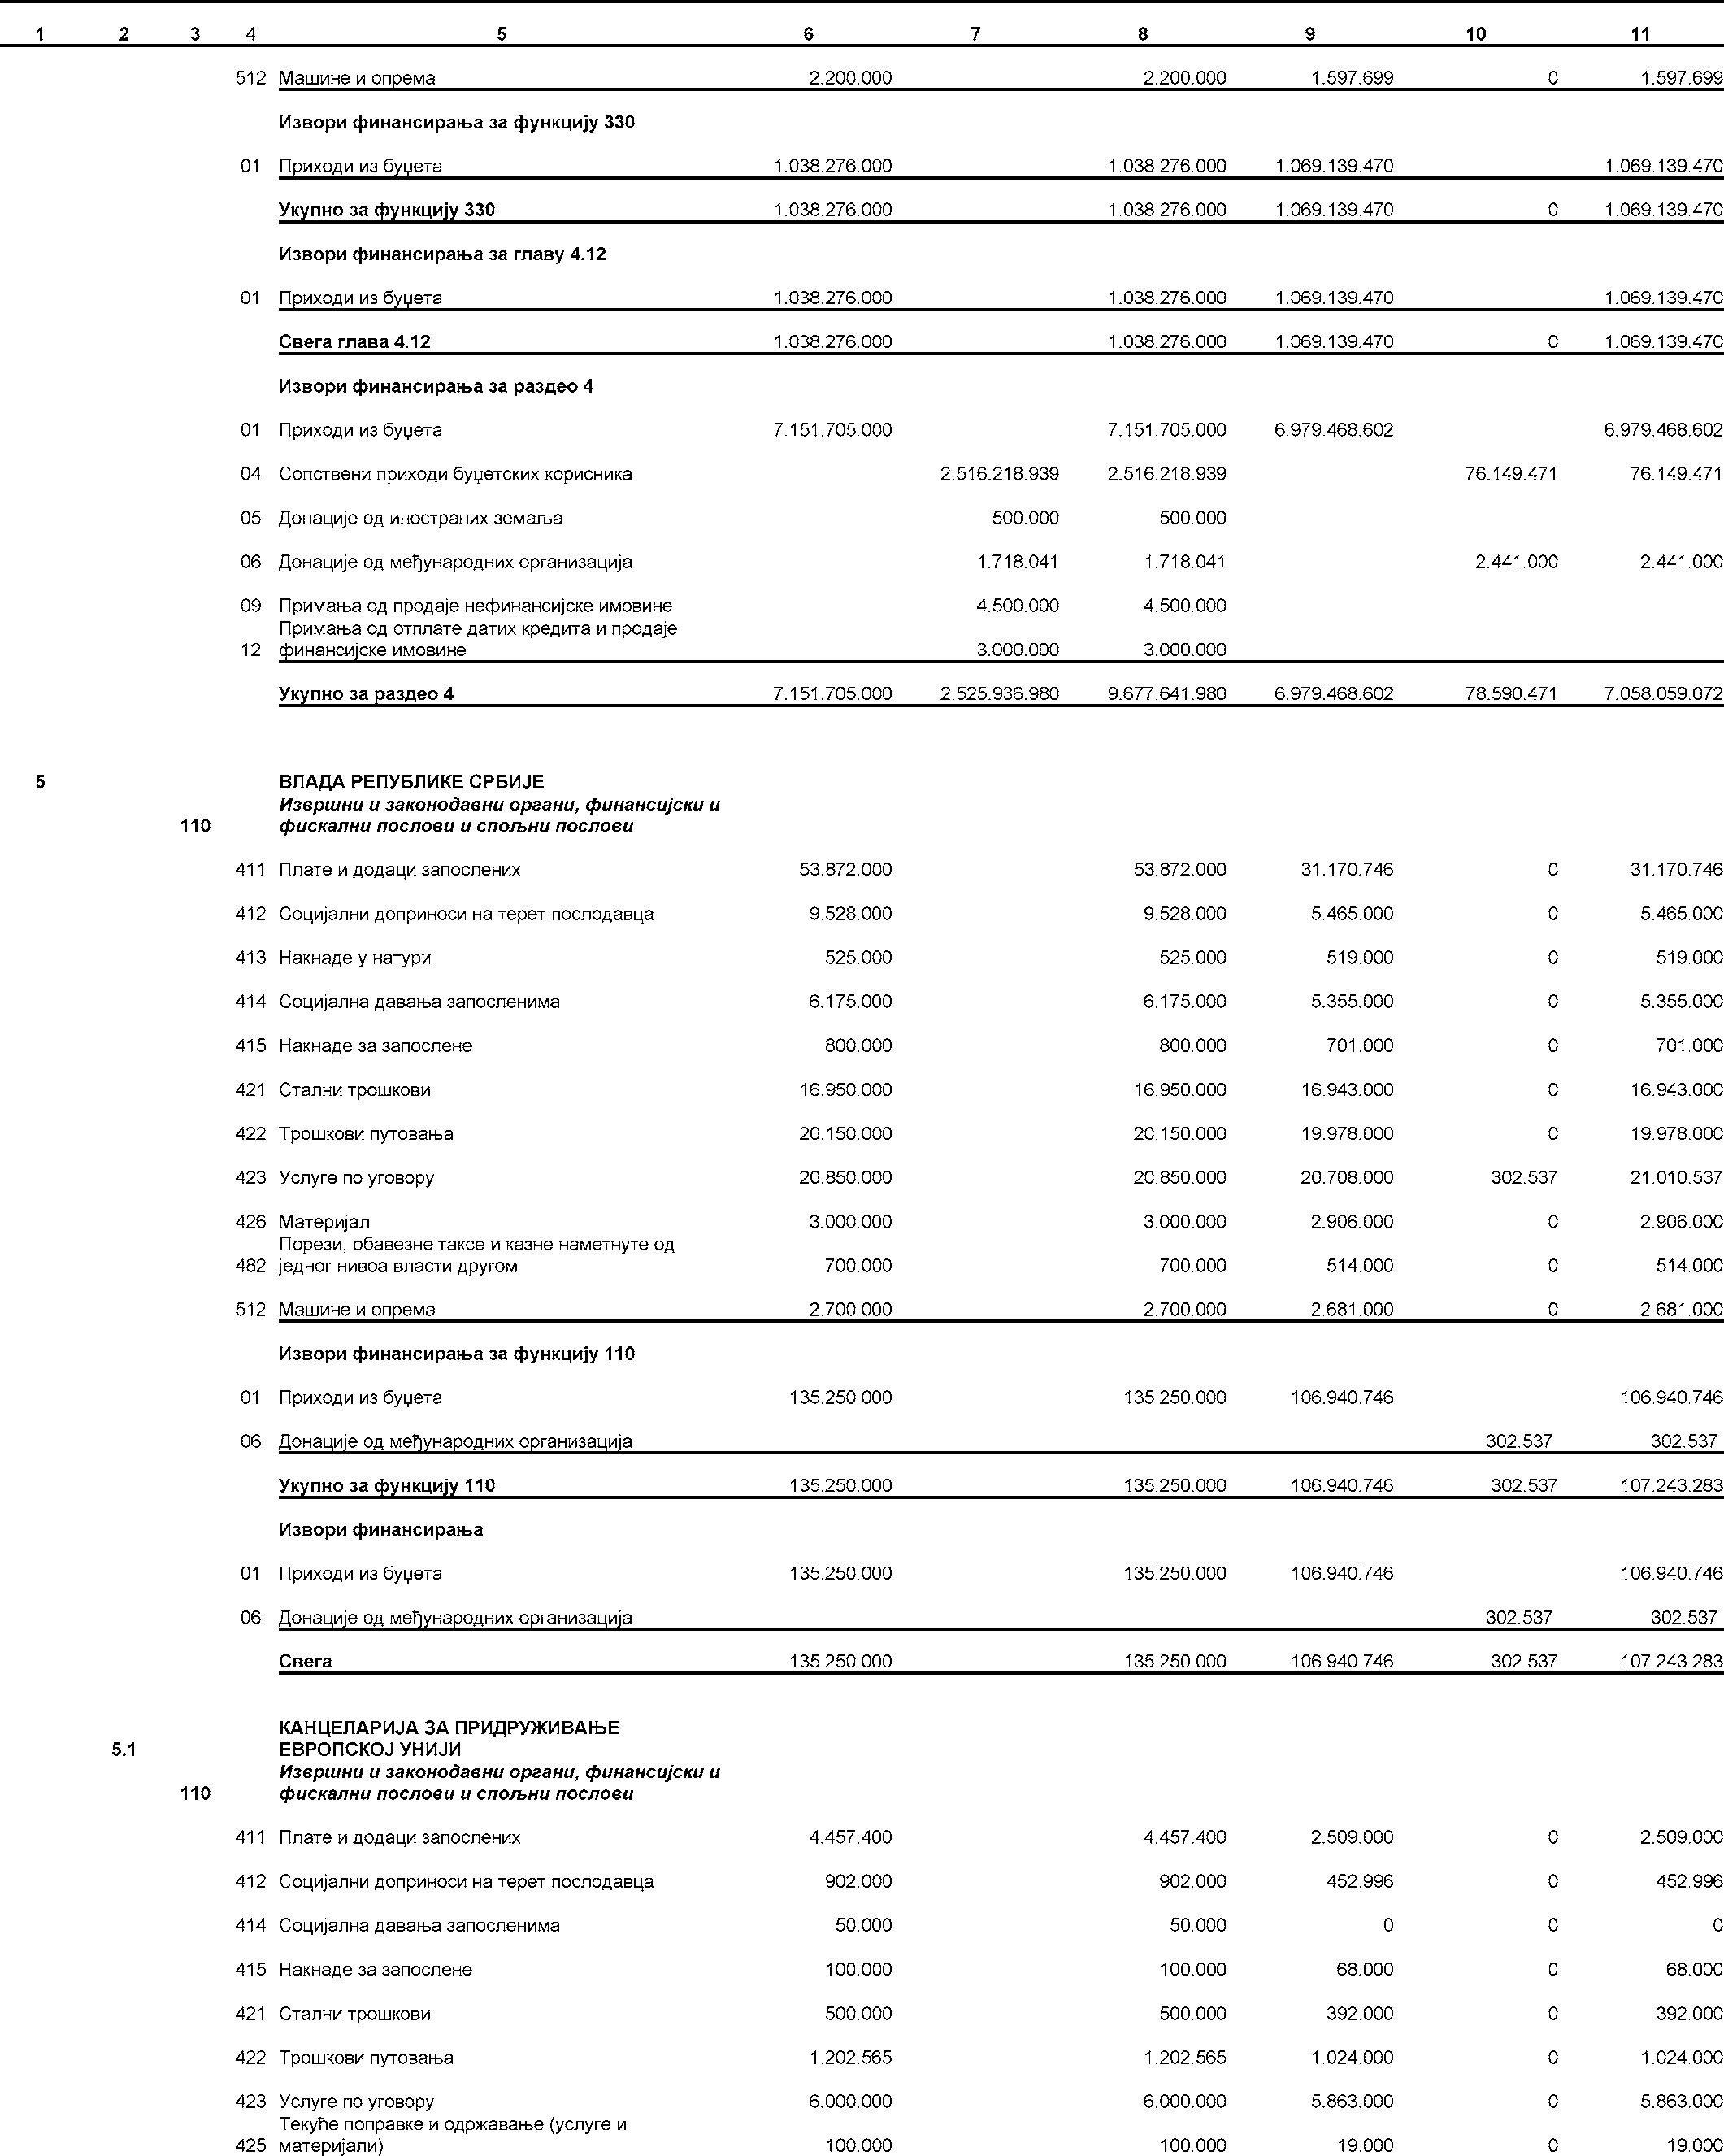 1 2 3 4 5 6 7 8 9 10 11
512 Машине и опрема 2.200.000 2.200.000 1.597.699 0 1.597.699
Извори финансирања за функцију 330
01 Приходи из буџета 1.038.276.000 1.038.276.000 1.069.139.470 1.069.139.470
Укупно за функцију 330 1.038.276.000 1.038.276.000 1.069.139.470 0 1.069.139.470
Извори финансирања за главу 4.12
01 Приходи из буџета 1.038.276.000 1.038.276.000 1.069.139.470 1.069.139.470
Свега глава 4.12 1.038.276.000 1.038.276.000 1.069.139.470 0 1.069.139.470
Извори финансирања за раздео 4
01 Приходи из буџета 7.151.705.000 7.151.705.000 6.979.468.602 6.979.468.602
04 Сопствени приходи буџетских корисника 2.516.218.939 2.516.218.939 76.149.471 76.149.471
05 Донације од иностраних земаља 500.000 500.000
06 Донације од међународних организација 1.718.041 1.718.041 2.441.000 2.441.000
09 Примања од продаје нефинансијске имовине 4.500.000 4.500.000
Примања од отплате датих кредита и продаје
12 финансијске имовине 3.000.000 3.000.000
Укупно за раздео 4 7.151.705.000 2.525.936.980 9.677.641.980 6.979.468.602 78.590.471 7.058.059.072
5 ВЛАДА РЕПУБЛИКЕ СРБИЈЕ
Извршни и законодавни органи, финансијски и
110 фискални послови и спољни послови
411 Плате и додаци запослених 53.872.000 53.872.000 31.170.746 0 31.170.746
412 Социјални доприноси на терет послодавца 9.528.000 9.528.000 5.465.000 0 5.465.000
413 Накнаде у натури 525.000 525.000 519.000 0 519.000
414 Социјална давања запосленима 6.175.000 6.175.000 5.355.000 0 5.355.000
415 Накнаде за запослене 800.000 800.000 701.000 0 701.000
421 Стални трошкови 16.950.000 16.950.000 16.943.000 0 16.943.000
422 Трошкови путовања 20.150.000 20.150.000 19.978.000 0 19.978.000
423 Услуге по уговору 20.850.000 20.850.000 20.708.000 302.537 21.010.537
426 Материјал 3.000.000 3.000.000 2.906.000 0 2.906.000
Порези, обавезне таксе и казне наметнуте од
482 једног нивоа власти другом 700.000 700.000 514.000 0 514.000
512 Машине и опрема 2.700.000 2.700.000 2.681.000 0 2.681.000
Извори финансирања за функцију 110
01 Приходи из буџета 135.250.000 135.250.000 106.940.746 106.940.746
06 Донације од међународних организација 302.537 302.537
Укупно за функцију 110 135.250.000 135.250.000 106.940.746 302.537 107.243.283
Извори финансирања
01 Приходи из буџета 135.250.000 135.250.000 106.940.746 106.940.746
06 Донације од међународних организација 302.537 302.537
Свега 135.250.000 135.250.000 106.940.746 302.537 107.243.283
КАНЦЕЛАРИЈА ЗА ПРИДРУЖИВАЊЕ
5.1 ЕВРОПСКОЈ УНИЈИ
Извршни и законодавни органи, финансијски и
110 фискални послови и спољни послови
411 Плате и додаци запослених 4.457.400 4.457.400 2.509.000 0 2.509.000
412 Социјални доприноси на терет послодавца 902.000 902.000 452.996 0 452.996
414 Социјална давања запосленима 50.000 50.000 0 0 0
415 Накнаде за запослене 100.000 100.000 68.000 0 68.000
421 Стални трошкови 500.000 500.000 392.000 0 392.000
422 Трошкови путовања 1.202.565 1.202.565 1.024.000 0 1.024.000
423 Услуге по уговору 6.000.000 6.000.000 5.863.000 0 5.863.000
Текуће поправке и одржавање (услуге и
425 материјали) 100.000 100.000 19.000 0 19.000